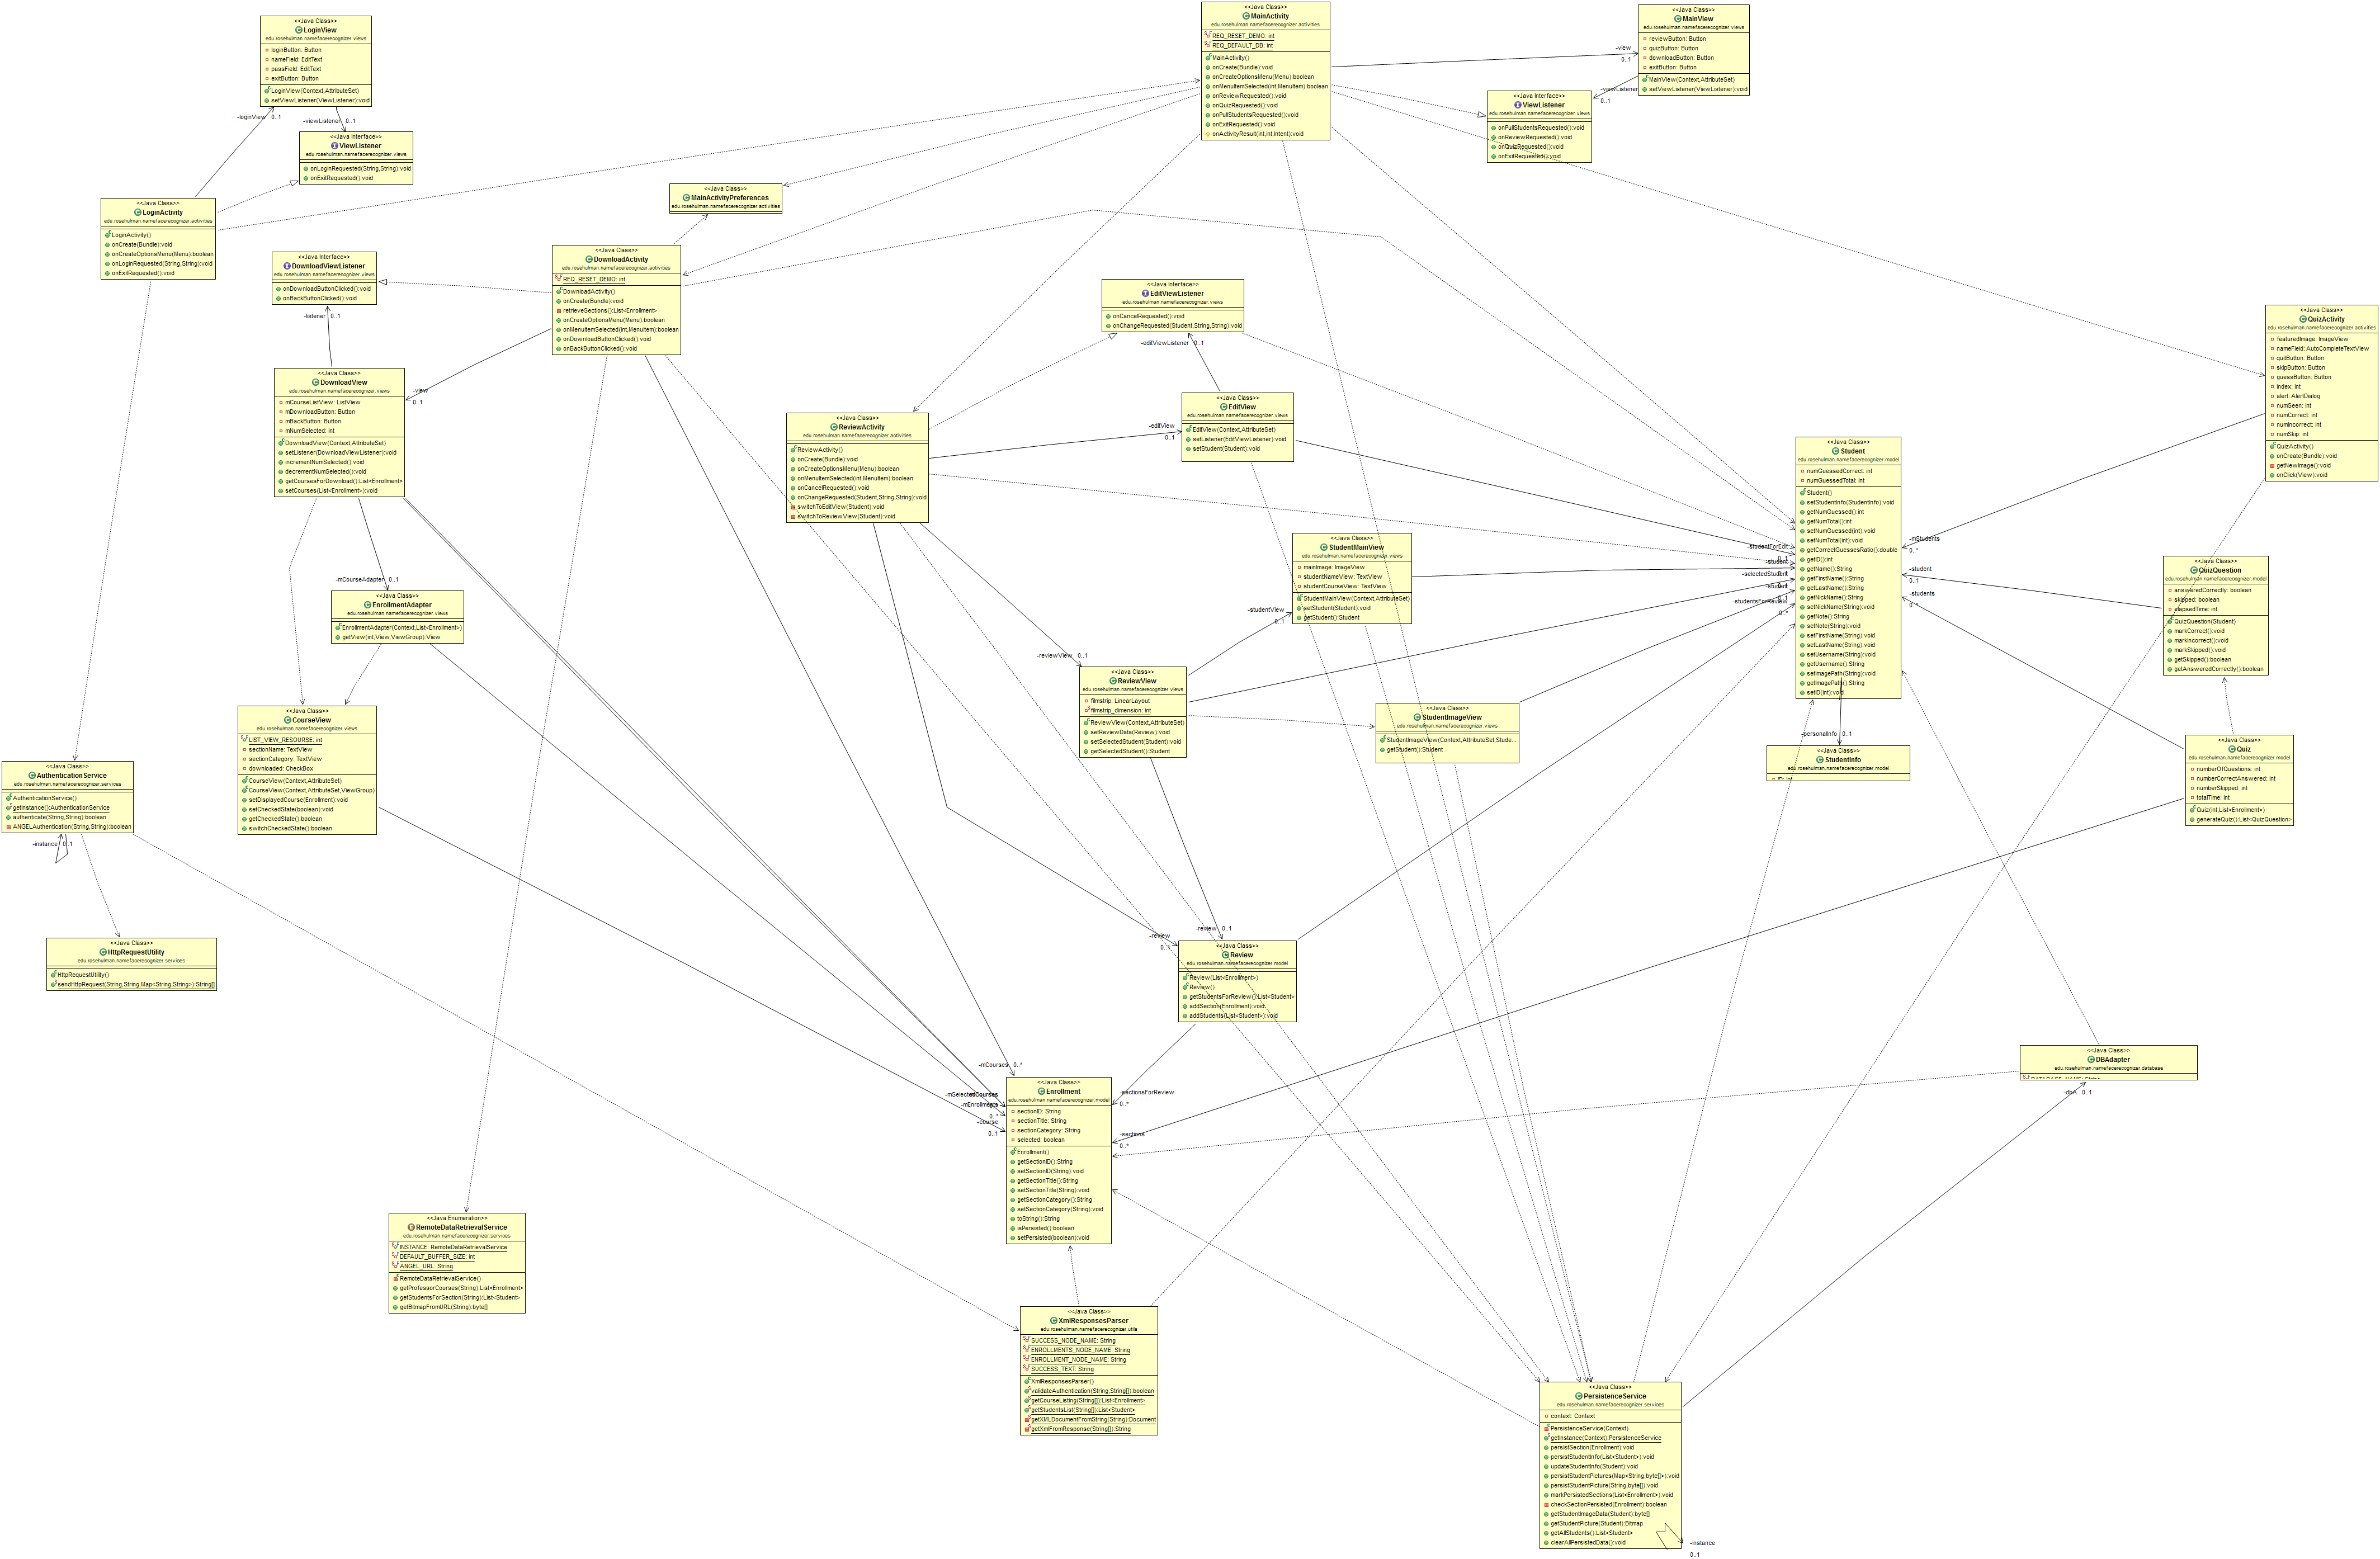 <<Java Class>>
LoginView
edu.rosehulman.namefacerecognizer.views
loginButton: Button
nameField: EditText
passField: EditText
exitButton: Button
LoginView(Context,AttributeSet)
setViewListener(ViewListener):void
-loginView 0..1
-viewListener 0..1
<<Java Interface>>
ViewListener
edu.rosehulman.namefacerecognizer.views
onLoginRequested(String,String):void
onExitRequested():void
<<Java Class>>
LoginActivity
edu.rosehulman.namefacerecognizer.activities
LoginActivity()
onCreate(Bundle):void
onCreateOptionsMenu(Menu):boolean
onLoginRequested(String,String):void
onExitRequested():void
<<Java Class>>
MainActivity
edu.rosehulman.namefacerecognizer.activities
REQ_RESET_DEMO: int
REQ_DEFAULT_DB: int
MainActivity()
onCreate(Bundle):void
onCreateOptionsMenu(Menu):boolean
onMenuItemSelected(int,MenuItem):boolean
onReviewRequested():void
onQuizRequested():void
onPullStudentsRequested():void
onExitRequested():void
onActivityResult(int,int,Intent):void
-view
0..1
<<Java Class>>
MainView
edu.rosehulman.namefacerecognizer.views
reviewButton: Button
quizButton: Button
downloadButton: Button
exitButton: Button
MainView(Context,AttributeSet)
setViewListener(ViewListener):void
-viewListener
0..1
<<Java Interface>>
ViewListener
edu.rosehulman.namefacerecognizer.views
onPullStudentsRequested():void
onReviewRequested():void
onQuizRequested():void
onExitRequested():void
<<Java Class>>
MainActivityPreferences
edu.rosehulman.namefacerecognizer.activities
<<Java Interface>>
DownloadViewListener
edu.rosehulman.namefacerecognizer.views
onDownloadButtonClicked():void
onBackButtonClicked():void
-listener 0..1
<<Java Class>>
DownloadActivity
edu.rosehulman.namefacerecognizer.activities
REQ_RESET_DEMO: int
DownloadActivity()
onCreate(Bundle):void
retrieveSections():List<Enrollment>
onCreateOptionsMenu(Menu):boolean
onMenuItemSelected(int,MenuItem):boolean
onDownloadButtonClicked():void
onBackButtonClicked():void
-view
0..1
<<Java Class>>
DownloadView
edu.rosehulman.namefacerecognizer.views
mCourseListView: ListView
mDownloadButton: Button
mBackButton: Button
mNumSelected: int
DownloadView(Context,AttributeSet)
setListener(DownloadViewListener):void
incrementNumSelected():void
decrementNumSelected():void
getCoursesForDownload():List<Enrollment>
setCourses(List<Enrollment>):void
<<Java Interface>>
EditViewListener
edu.rosehulman.namefacerecognizer.views
onCancelRequested():void
onChangeRequested(Student,String,String):void
-editViewListener 0..1
<<Java Class>>
EditView
edu.rosehulman.namefacerecognizer.views
EditView(Context,AttributeSet)
setListener(EditViewListener):void
setStudent(Student):void
<<Java Class>>
ReviewActivity
edu.rosehulman.namefacerecognizer.activities
ReviewActivity()
onCreate(Bundle):void
onCreateOptionsMenu(Menu):boolean
onMenuItemSelected(int,MenuItem):boolean
onCancelRequested():void
onChangeRequested(Student,String,String):void
switchToEditView(Student):void
switchToReviewView(Student):void
-editView
0..1
<<Java Class>>
QuizActivity
edu.rosehulman.namefacerecognizer.activities
featuredImage: ImageView
nameField: AutoCompleteTextView
quitButton: Button
skipButton: Button
guessButton: Button
index: int
alert: AlertDialog
numSeen: int
numCorrect: int
numIncorrect: int
numSkip: int
QuizActivity()
onCreate(Bundle):void
getNewImage():void
onClick(View):void
<<Java Class>>
Student
edu.rosehulman.namefacerecognizer.model
numGuessedCorrect: int
numGuessedTotal: int
Student()
setStudentInfo(StudentInfo):void
getNumGuessed():int
getNumTotal():int
setNumGuessed(int):void
setNumTotal(int):void
getCorrectGuessesRatio():double
getID():int
getName():String
getFirstName():String
getLastName():String
getNickName():String
setNickName(String):void
getNote():String
setNote(String):void
setFirstName(String):void
setLastName(String):void
setUsername(String):void
getUsername():String
setImagePath(String):void
getImagePath():String
setID(int):void
-mStudents
0..*
-student
0..1
-students
0..*
-studentForEdit
-student
-selectedStudent
-student
-studentsForReview
0..*
<<Java Class>>
StudentMainView
edu.rosehulman.namefacerecognizer.views
mainImage: ImageView
studentNameView: TextView
studentCourseView: TextView
StudentMainView(Context,AttributeSet)
setStudent(Student):void
getStudent():Student
-studentView
0..1
<<Java Class>>
QuizQuestion
edu.rosehulman.namefacerecognizer.model
answeredCorrectly: boolean
skipped: boolean
elapsedTime: int
QuizQuestion(Student)
markCorrect():void
markIncorrect():void
markSkipped():void
getSkipped():boolean
getAnsweredCorrectly():boolean
-mCourseAdapter 0..1
<<Java Class>>
EnrollmentAdapter
edu.rosehulman.namefacerecognizer.views
EnrollmentAdapter(Context,List<Enrollment>)
getView(int,View,ViewGroup):View
-reviewView 0..1
<<Java Class>>
ReviewView
edu.rosehulman.namefacerecognizer.views
filmstrip: LinearLayout
filmstrip_dimension: int
ReviewView(Context,AttributeSet)
setReviewData(Review):void
setSelectedStudent(Student):void
getSelectedStudent():Student
<<Java Class>>
StudentImageView
edu.rosehulman.namefacerecognizer.views
StudentImageView(Context,AttributeSet,Stude...
getStudent():Student
-personalInfo 0..1
<<Java Class>>
StudentInfo
edu.rosehulman.namefacerecognizer.model
<<Java Class>>
Quiz
edu.rosehulman.namefacerecognizer.model
numberOfQuestions: int
numberCorrectAnswered: int
numberSkipped: int
totalTime: int
Quiz(int,List<Enrollment>)
generateQuiz():List<QuizQuestion>
<<Java Class>>
CourseView
edu.rosehulman.namefacerecognizer.views
LIST_VIEW_RESOURSE: int
sectionName: TextView
sectionCategory: TextView
downloaded: CheckBox
CourseView(Context,AttributeSet)
CourseView(Context,AttributeSet,ViewGroup)
setDisplayedCourse(Enrollment):void
setCheckedState(boolean):void
getCheckedState():boolean
switchCheckedState():boolean
<<Java Class>>
AuthenticationService
edu.rosehulman.namefacerecognizer.services
AuthenticationService()
getInstance():AuthenticationService
authenticate(String,String):boolean
ANGELAuthentication(String,String):boolean
-instance 0..1
<<Java Class>>
HttpRequestUtility
edu.rosehulman.namefacerecognizer.services
HttpRequestUtility()
sendHttpRequest(String,String,Map<String,String>):String[]
-review
0..1
-review 0..1
<<Java Class>>
Review
edu.rosehulman.namefacerecognizer.model
Review(List<Enrollment>)
Review()
getStudentsForReview():List<Student>
addSection(Enrollment):void
addStudents(List<Student>):void
<<Java Class>>
DBAdapter
edu.rosehulman.namefacerecognizer.database
-dbA 0..1
-mCourses 0..*
-mEnrollments
0..*
-course
0..1
-sectionsForReview
0..*
-sections
0..*
<<Java Class>>
Enrollment
edu.rosehulman.namefacerecognizer.model
sectionID: String
sectionTitle: String
sectionCategory: String
selected: boolean
Enrollment()
getSectionID():String
setSectionID(String):void
getSectionTitle():String
setSectionTitle(String):void
getSectionCategory():String
setSectionCategory(String):void
toString():String
isPersisted():boolean
setPersisted(boolean):void
<<Java Enumeration>>
RemoteDataRetrievalService
edu.rosehulman.namefacerecognizer.services
INSTANCE: RemoteDataRetrievalService
DEFAULT_BUFFER_SIZE: int
ANGEL_URL: String
RemoteDataRetrievalService()
getProfessorCourses(String):List<Enrollment>
getStudentsForSection(String):List<Student>
getBitmapFromURL(String):byte[]
<<Java Class>>
XmlResponsesParser
edu.rosehulman.namefacerecognizer.utils
SUCCESS_NODE_NAME: String
ENROLLMENTS_NODE_NAME: String
ENROLLMENT_NODE_NAME: String
SUCCESS_TEXT: String
XmlResponsesParser()
validateAuthentication(String,String[]):boolean
getCourseListing(String[]):List<Enrollment>
getStudentsList(String[]):List<Student>
getXMLDocumentFromString(String):Document
getXmlFromResponse(String[]):String
<<Java Class>>
PersistenceService
edu.rosehulman.namefacerecognizer.services
context: Context
PersistenceService(Context)
getInstance(Context):PersistenceService
persistSection(Enrollment):void
persistStudentInfo(List<Student>):void
updateStudentInfo(Student):void
persistStudentPictures(Map<String,byte[]>):void
persistStudentPicture(String,byte[]):void
markPersistedSections(List<Enrollment>):void
checkSectionPersisted(Enrollment):boolean
getStudentImageData(Student):byte[]
getStudentPicture(Student):Bitmap
getAllStudents():List<Student>
clearAllPersistedData():void
-instance
0..1